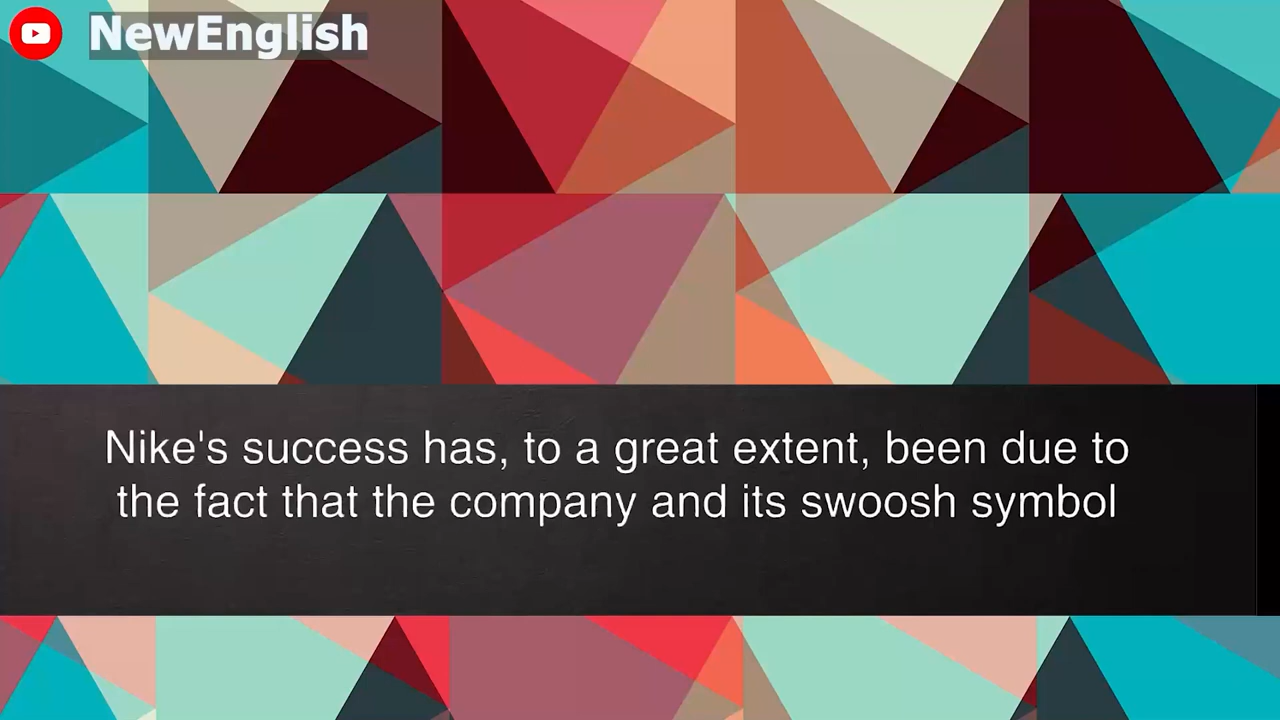 NewEnglish
Nike's success has, to a great extent, been due to
the fact that the company and its swoosh symbol